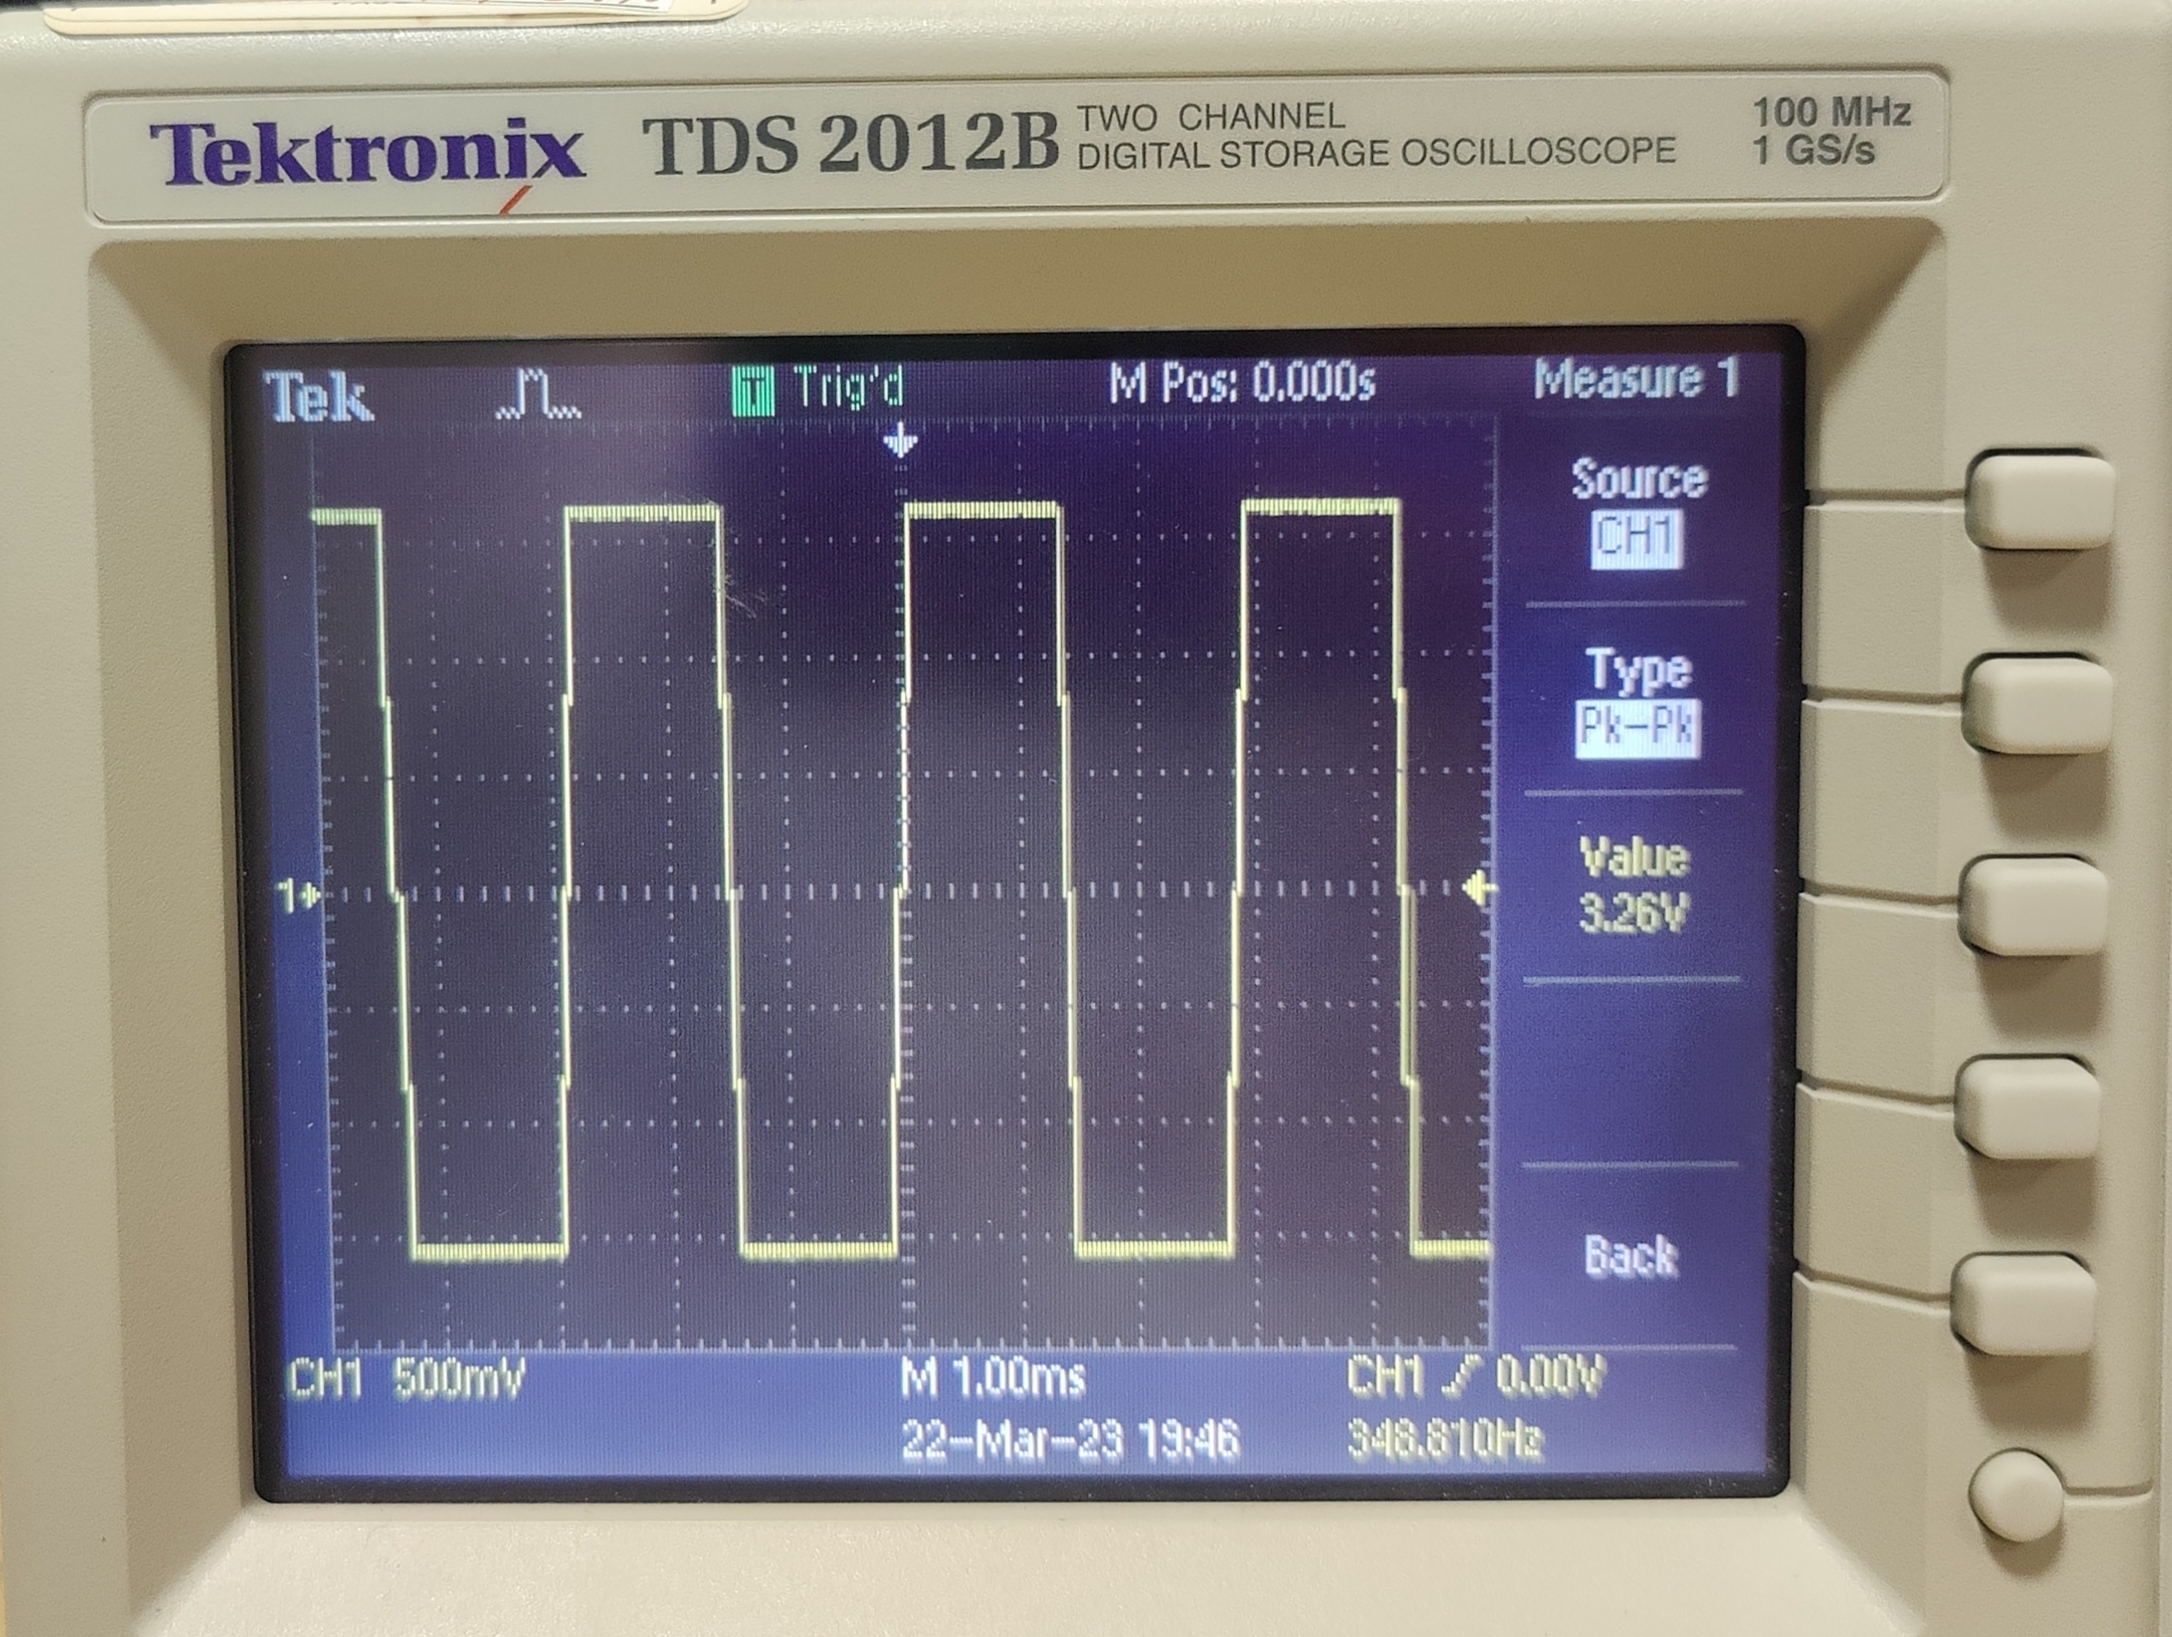 Tektronix TDS 2012B TWO CHANNEL DIGITAL STORAGE OSCILLOSCOPE 100 MHz 1 GS/s
Tek T Trig'd M Pos: 0.000s Measure 1
Source
CH1
Type
Pk-Pk
1
Value
3.26V
Back
CH1 500mV M 1.00ms CH1 0.00V
22-Mar-23 19:46 348.810Hz